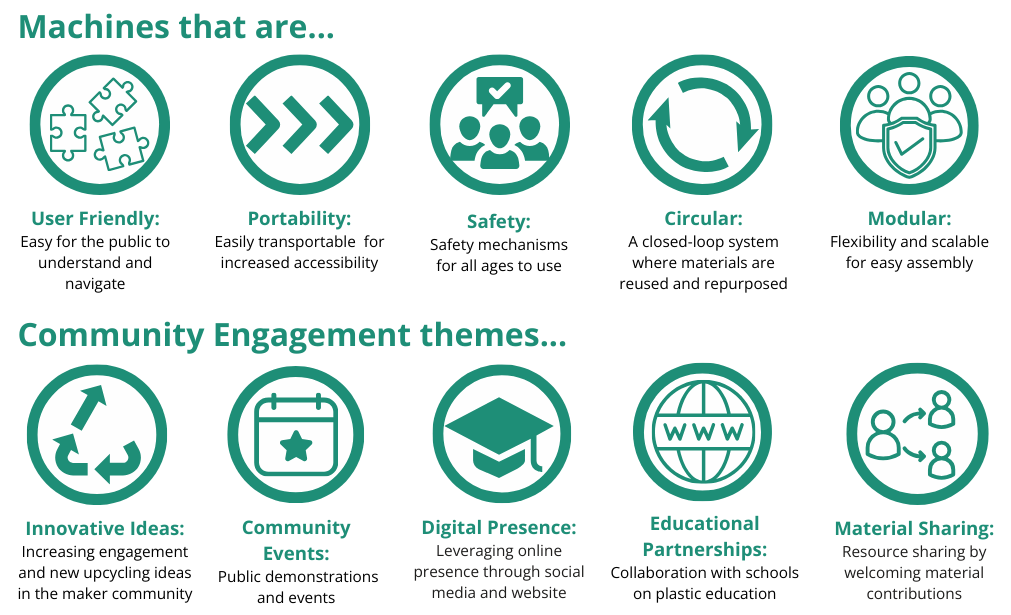 Machines that are...
User Friendly:
Easy for the public to
understand and
navigate
Portability:
Easily transportable for
increased accessibility
Safety:
Safety mechanisms
for all ages to use
Circular:
A closed-loop system
where materials are
reused and repurposed
Modular:
Flexibility and scalable
for easy assembly
Community Engagement themes...
Innovative Ideas:
Increasing engagement
and new upcycling ideas
in the maker community
Community
Events:
Public demonstrations
and events
Digital Presence:
Leveraging online
presence through social
media and website
WWW
Educational
Partnerships:
Collaboration with schools
on plastic education
Material Sharing:
Resource sharing by
welcoming material
contributions